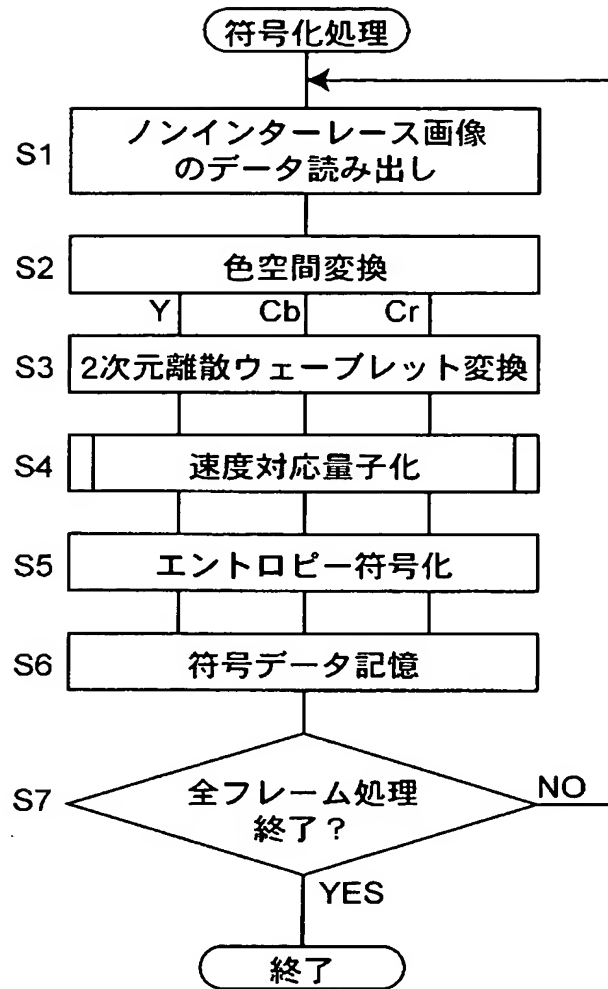 符号化処理
S1
ノンインターレース画像
のデータ読み出し
S2
色空間変換
Y
Cb
Cr
S3
2次元離散ウェーブレット変換
S4
速度対応量子化
S5
エントロピー符号化
S6
符号データ記憶
S7
全フレーム処理
終了?
NO
YES
終了